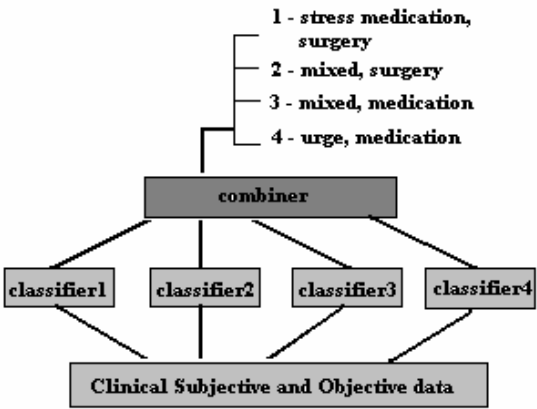 1 - stress medication,
surgery
2 - mixed, surgery
3 - mixed, medication
4 - urge, medication
combiner
classifier1 classifier2 classifier3 classifier4
Clinical Subjective and Objective data